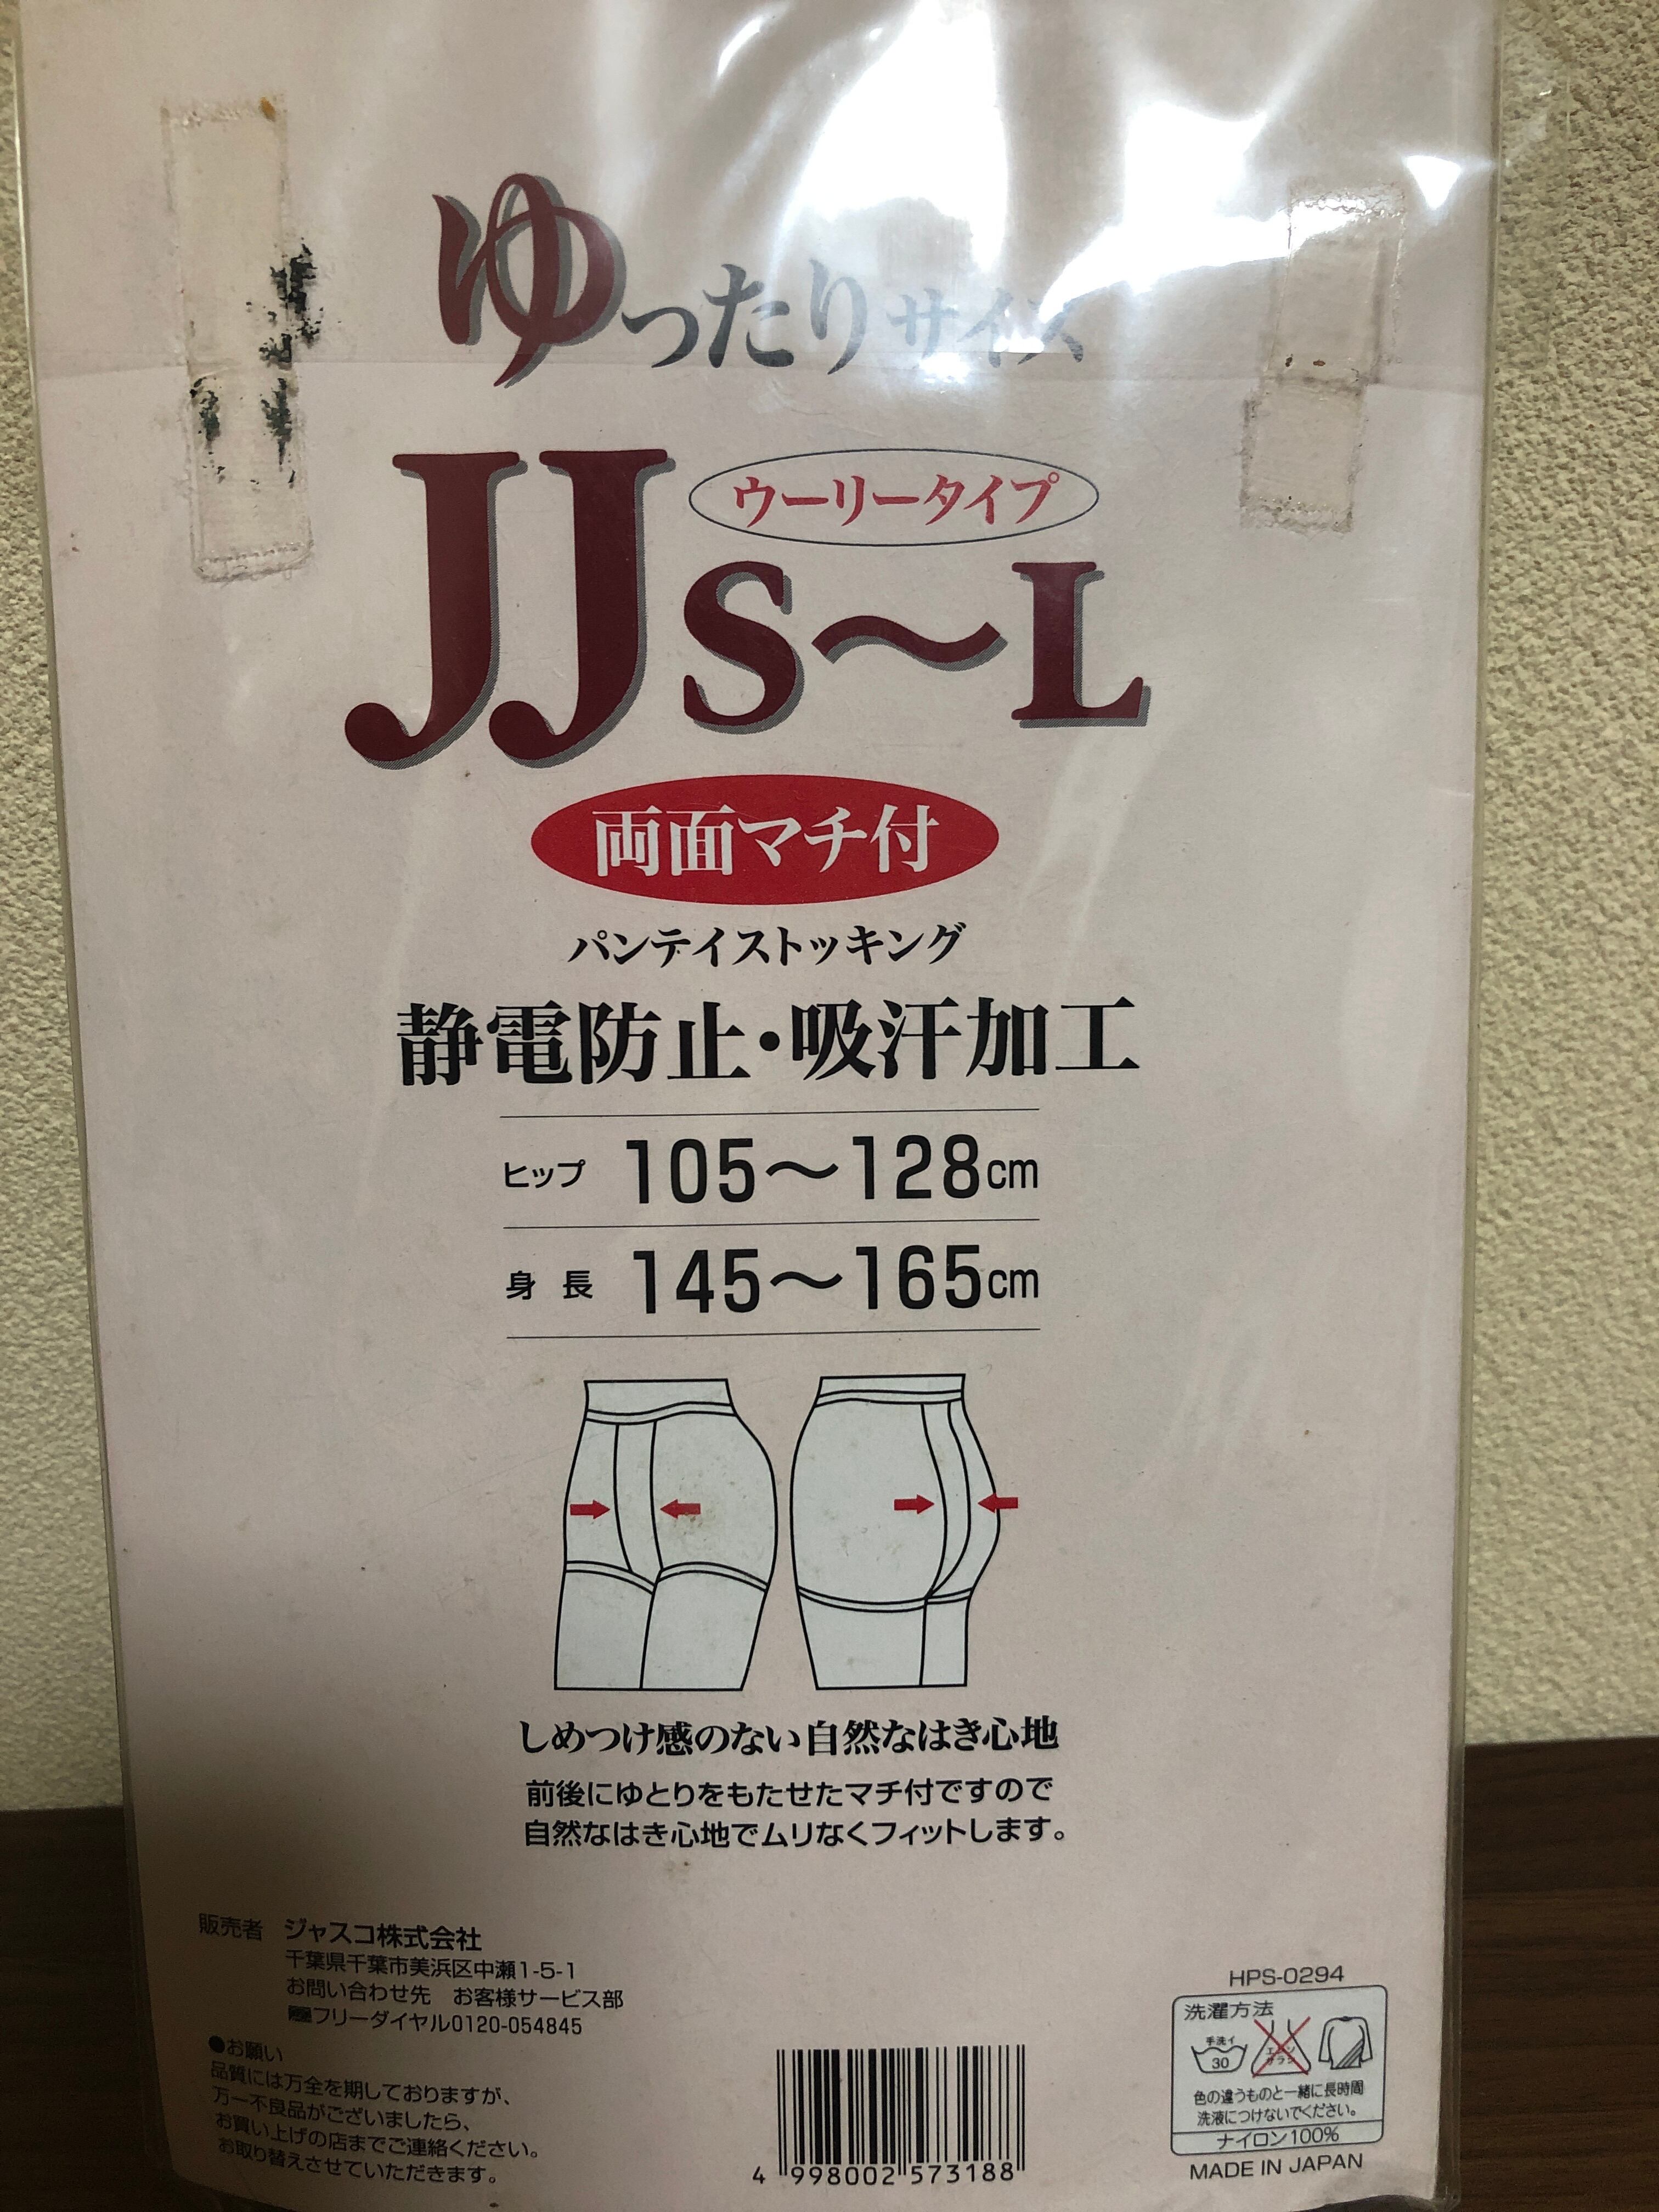 ゆったりサイズ
ウーリータイプ
JJS〜L
両面マチ付
パンテイストッキング
静電防止・吸汗加工
ヒップ 105〜128cm
身長 145〜165cm
しめつけ感のない自然なはき心地
前後にゆとりをもたせたマチ付ですので
自然なはき心地でムリなくフィットします。
販売者 ジャスコ株式会社
千葉県千葉市美浜区中瀬1-5-1
お問い合わせ先 お客様サービス部
フリーダイヤル0120-054845
●お願い
品質には万全を期しておりますが、
万一不良品がございましたら、
お買い上げの店までご連絡ください。
お取り替えさせていただきます。
4 998002 573188
HPS-0294
洗濯方法
手洗イ
30
エンソ
サラシ
色の違うものと一緒に長時間
洗液につけないでください。
ナイロン100%
MADE IN JAPAN